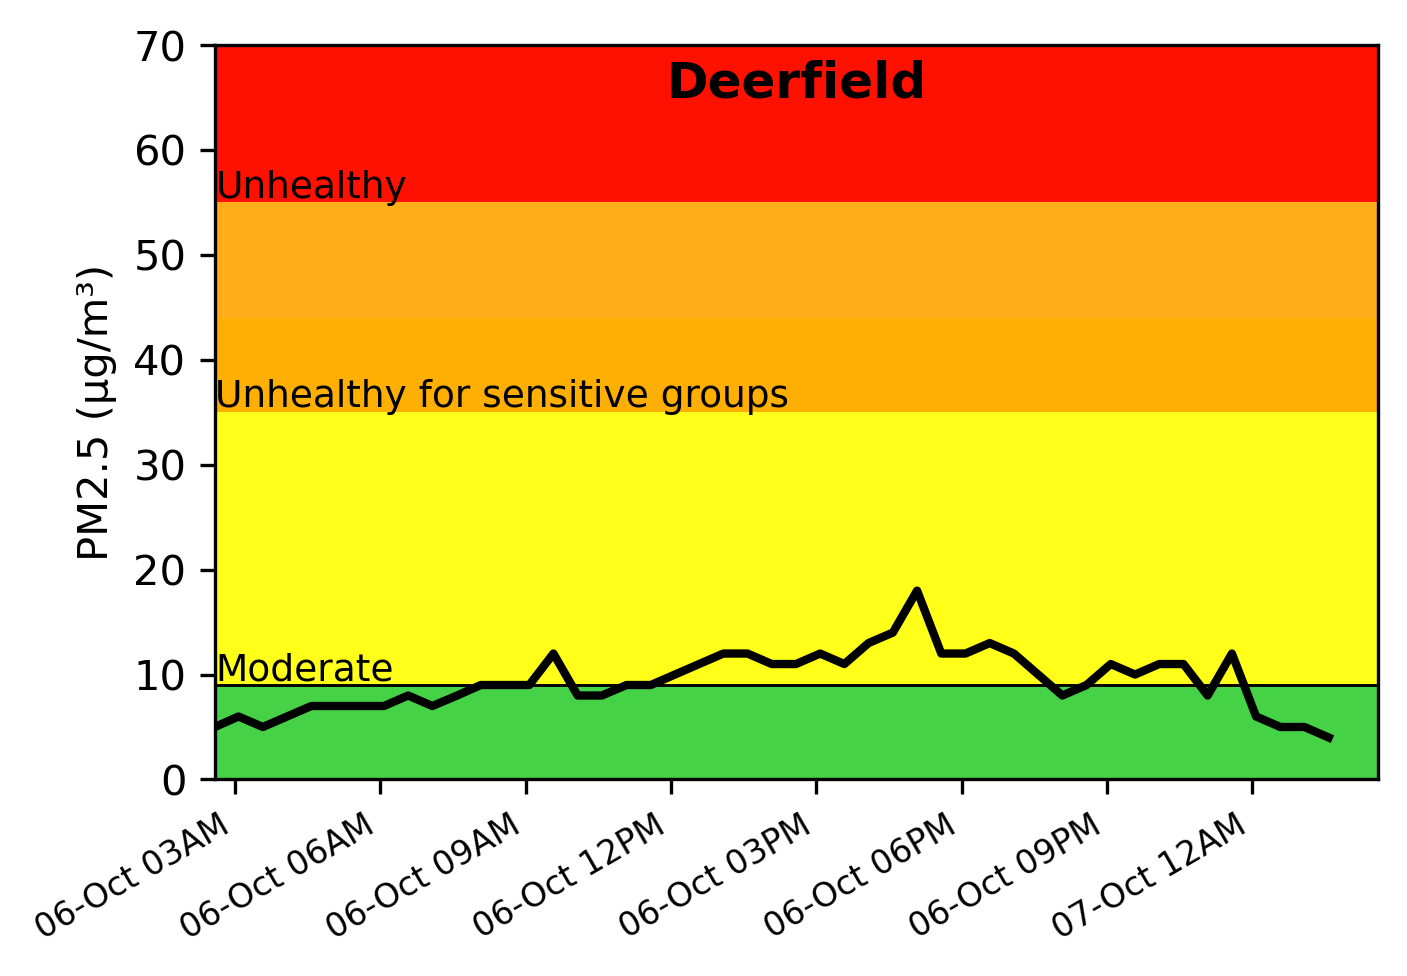 Deerfield
PM2.5 (µg/m³)
70
60
50
40
30
20
10
0
Unhealthy
Unhealthy for sensitive groups
Moderate
06-Oct 03AM
06-Oct 06AM
06-Oct 09AM
06-Oct 12PM
06-Oct 03PM
06-Oct 06PM
06-Oct 09PM
07-Oct 12AM